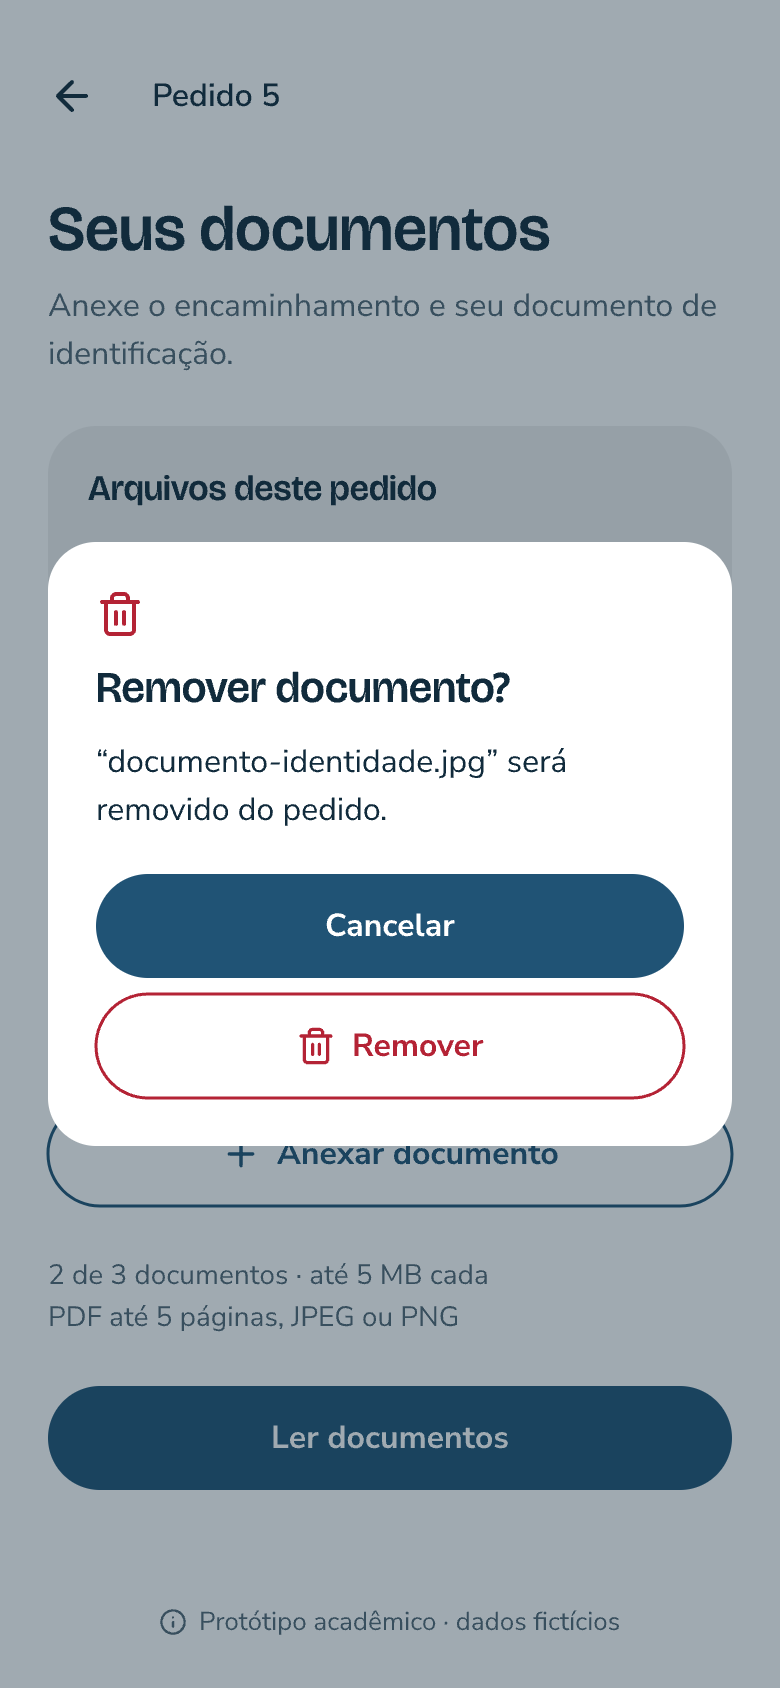 Pedido 5
Seus documentos
Anexe o encaminhamento e seu documento de
identificação.
Arquivos deste pedido
Remover documento?
“documento-identidade.jpg” será
removido do pedido.
Cancelar
Remover
Anexar documento
2 de 3 documentos · até 5 MB cada
PDF até 5 páginas, JPEG ou PNG
Ler documentos
Protótipo acadêmico · dados fictícios